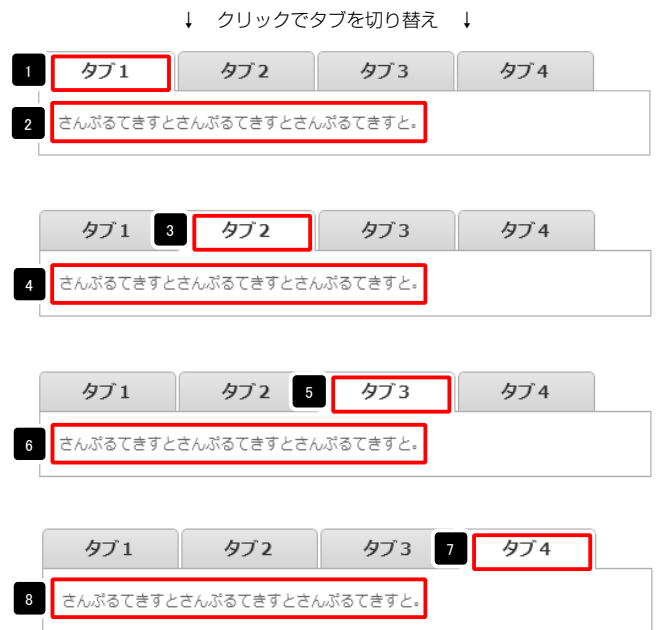 ↓ クリックでタブを切り替え ↓
1 タブ1 タブ2 タブ3 タブ4
2 さんぷるてきすとさんぷるてきすとさんぷるてきすと。
タブ1 3 タブ2 タブ3 タブ4
4 さんぷるてきすとさんぷるてきすとさんぷるてきすと。
タブ1 タブ2 5 タブ3 タブ4
6 さんぷるてきすとさんぷるてきすとさんぷるてきすと。
タブ1 タブ2 タブ3 7 タブ4
8 さんぷるてきすとさんぷるてきすとさんぷるてきすと。